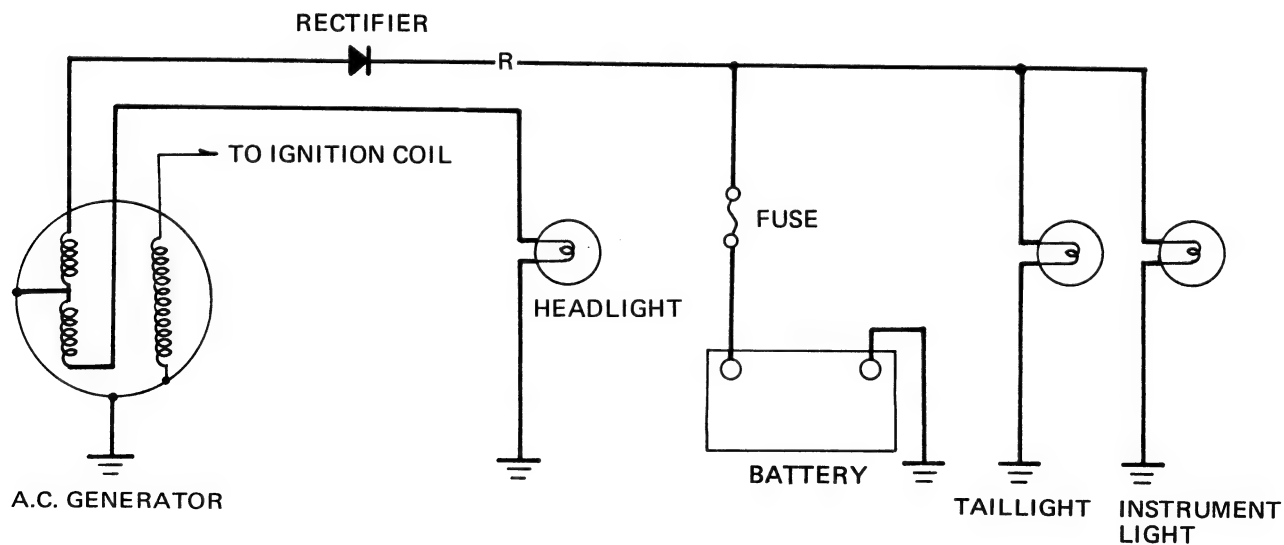 RECTIFIER
R
TO IGNITION COIL
FUSE
HEADLIGHT
BATTERY
A.C. GENERATOR
TAILLIGHT
INSTRUMENT
LIGHT